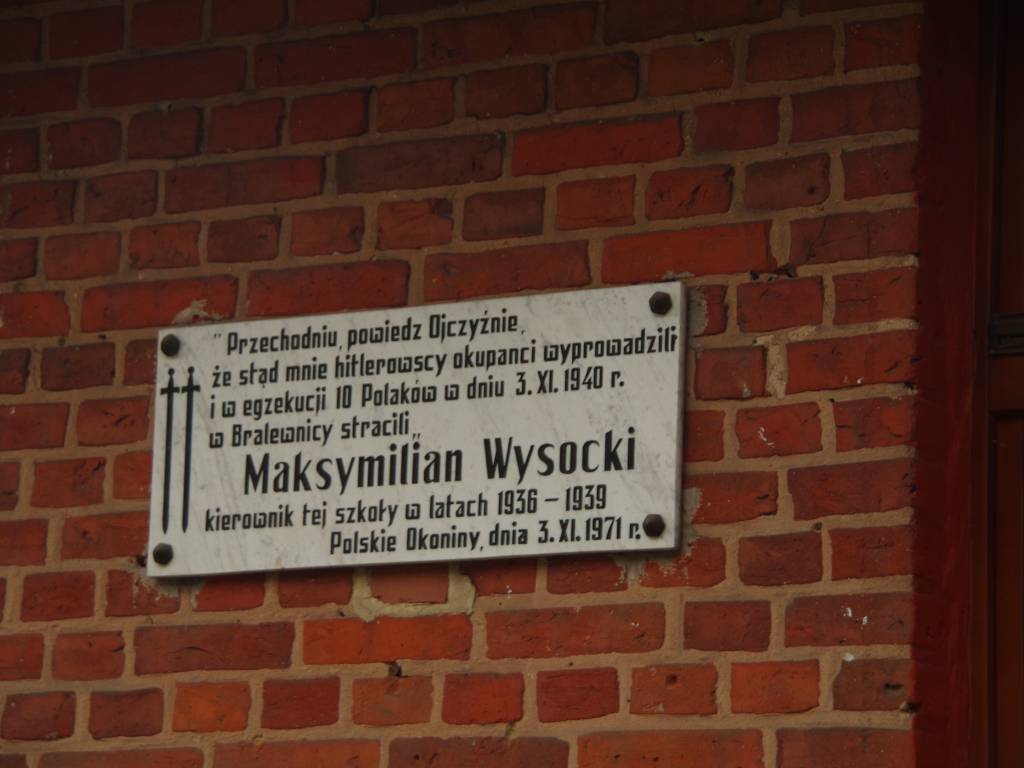 " Przechodniu, powiedz Ojczyźnie,
że stąd mnie hitlerowscy okupanci wyprowadzili
i w egzekucji 10 Polaków w dniu 3. XI. 1940 r.
w Bralewnicy stracili „
Maksymilian Wysocki
kierownik tej szkoły w latach 1936 – 1939
Polskie Okoniny, dnia 3. XI. 1971 r.